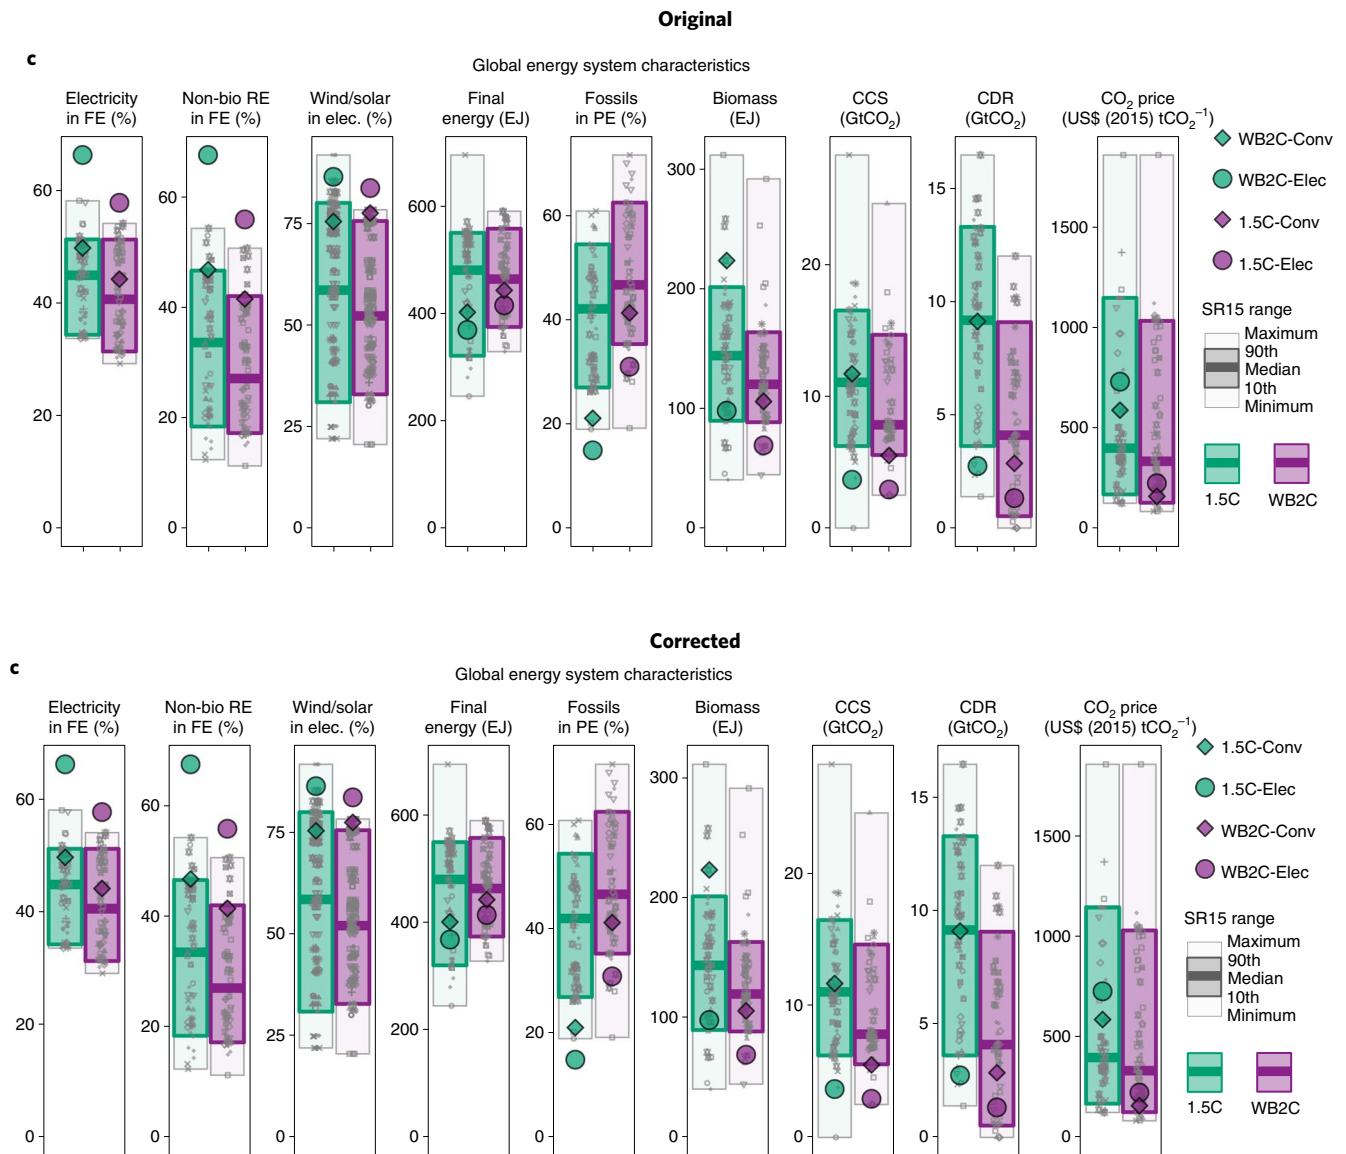 Original
c
Global energy system characteristics
Electricity
in FE (%)
Non-bio RE
in FE (%)
Wind/solar
in elec. (%)
Final
energy (EJ)
Fossils
in PE (%)
Biomass
(EJ)
CCS
(GtCO₂)
CDR
(GtCO₂)
CO₂ price
(US$ (2015) tCO₂⁻¹)
60
40
20
0
60
40
20
0
75
50
25
0
600
400
200
0
60
40
20
0
300
200
100
0
20
10
0
15
10
5
0
1500
1000
500
0
WB2C-Conv
WB2C-Elec
1.5C-Conv
1.5C-Elec
SR15 range
Maximum
90th
Median
10th
Minimum
1.5C
WB2C
Corrected
c
Global energy system characteristics
Electricity
in FE (%)
Non-bio RE
in FE (%)
Wind/solar
in elec. (%)
Final
energy (EJ)
Fossils
in PE (%)
Biomass
(EJ)
CCS
(GtCO₂)
CDR
(GtCO₂)
CO₂ price
(US$ (2015) tCO₂⁻¹)
60
40
20
0
60
40
20
0
75
50
25
0
600
400
200
0
60
40
20
0
300
200
100
0
20
10
0
15
10
5
0
1500
1000
500
0
1.5C-Conv
1.5C-Elec
WB2C-Conv
WB2C-Elec
SR15 range
Maximum
90th
Median
10th
Minimum
1.5C
WB2C